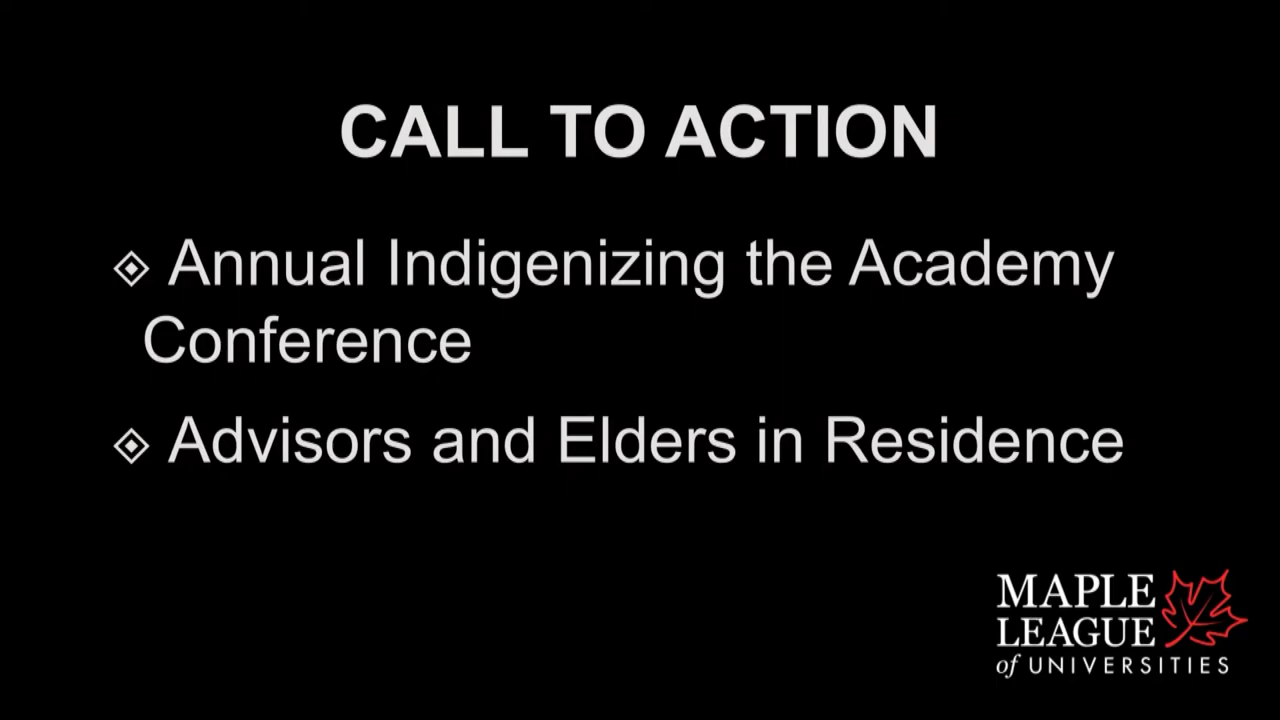 CALL TO ACTION
Annual Indigenizing the Academy
Conference
Advisors and Elders in Residence
MAPLE
LEAGUE
of UNIVERSITIES